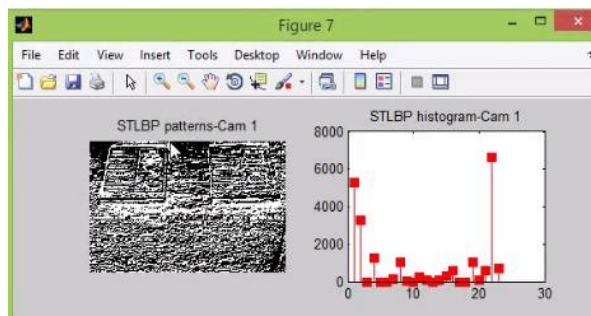 Figure 7
File Edit View Insert Tools Desktop Window Help
STLBP patterns-Cam 1
STLBP histogram-Cam 1
8000
6000
4000
2000
0
0 10 20 30